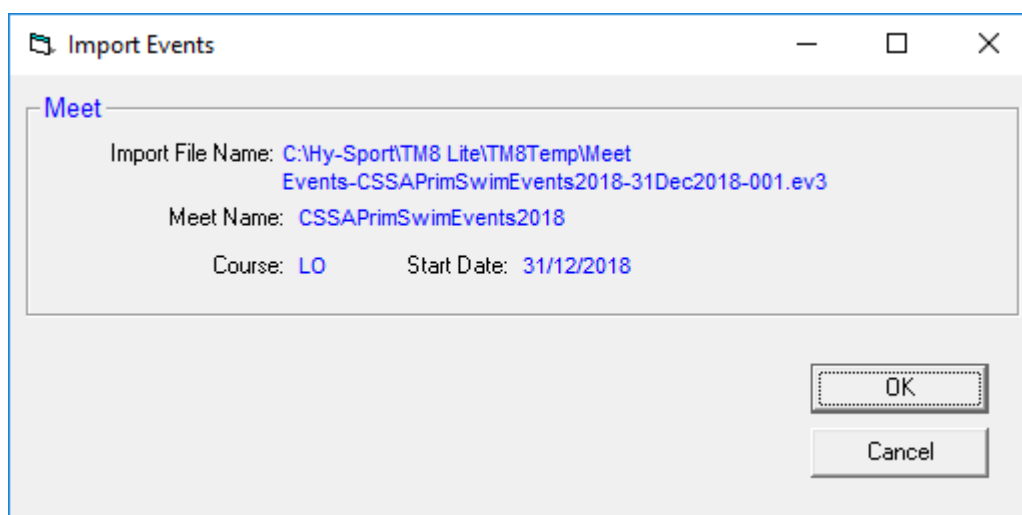 Import Events
Meet
Import File Name: C:\Hy-Sport\TM8 Lite\TM8Temp\Meet
Events-CSSAPrimSwimEvents2018-31Dec2018-001.ev3
Meet Name: CSSAPrimSwimEvents2018
Course: LO Start Date: 31/12/2018
OK
Cancel